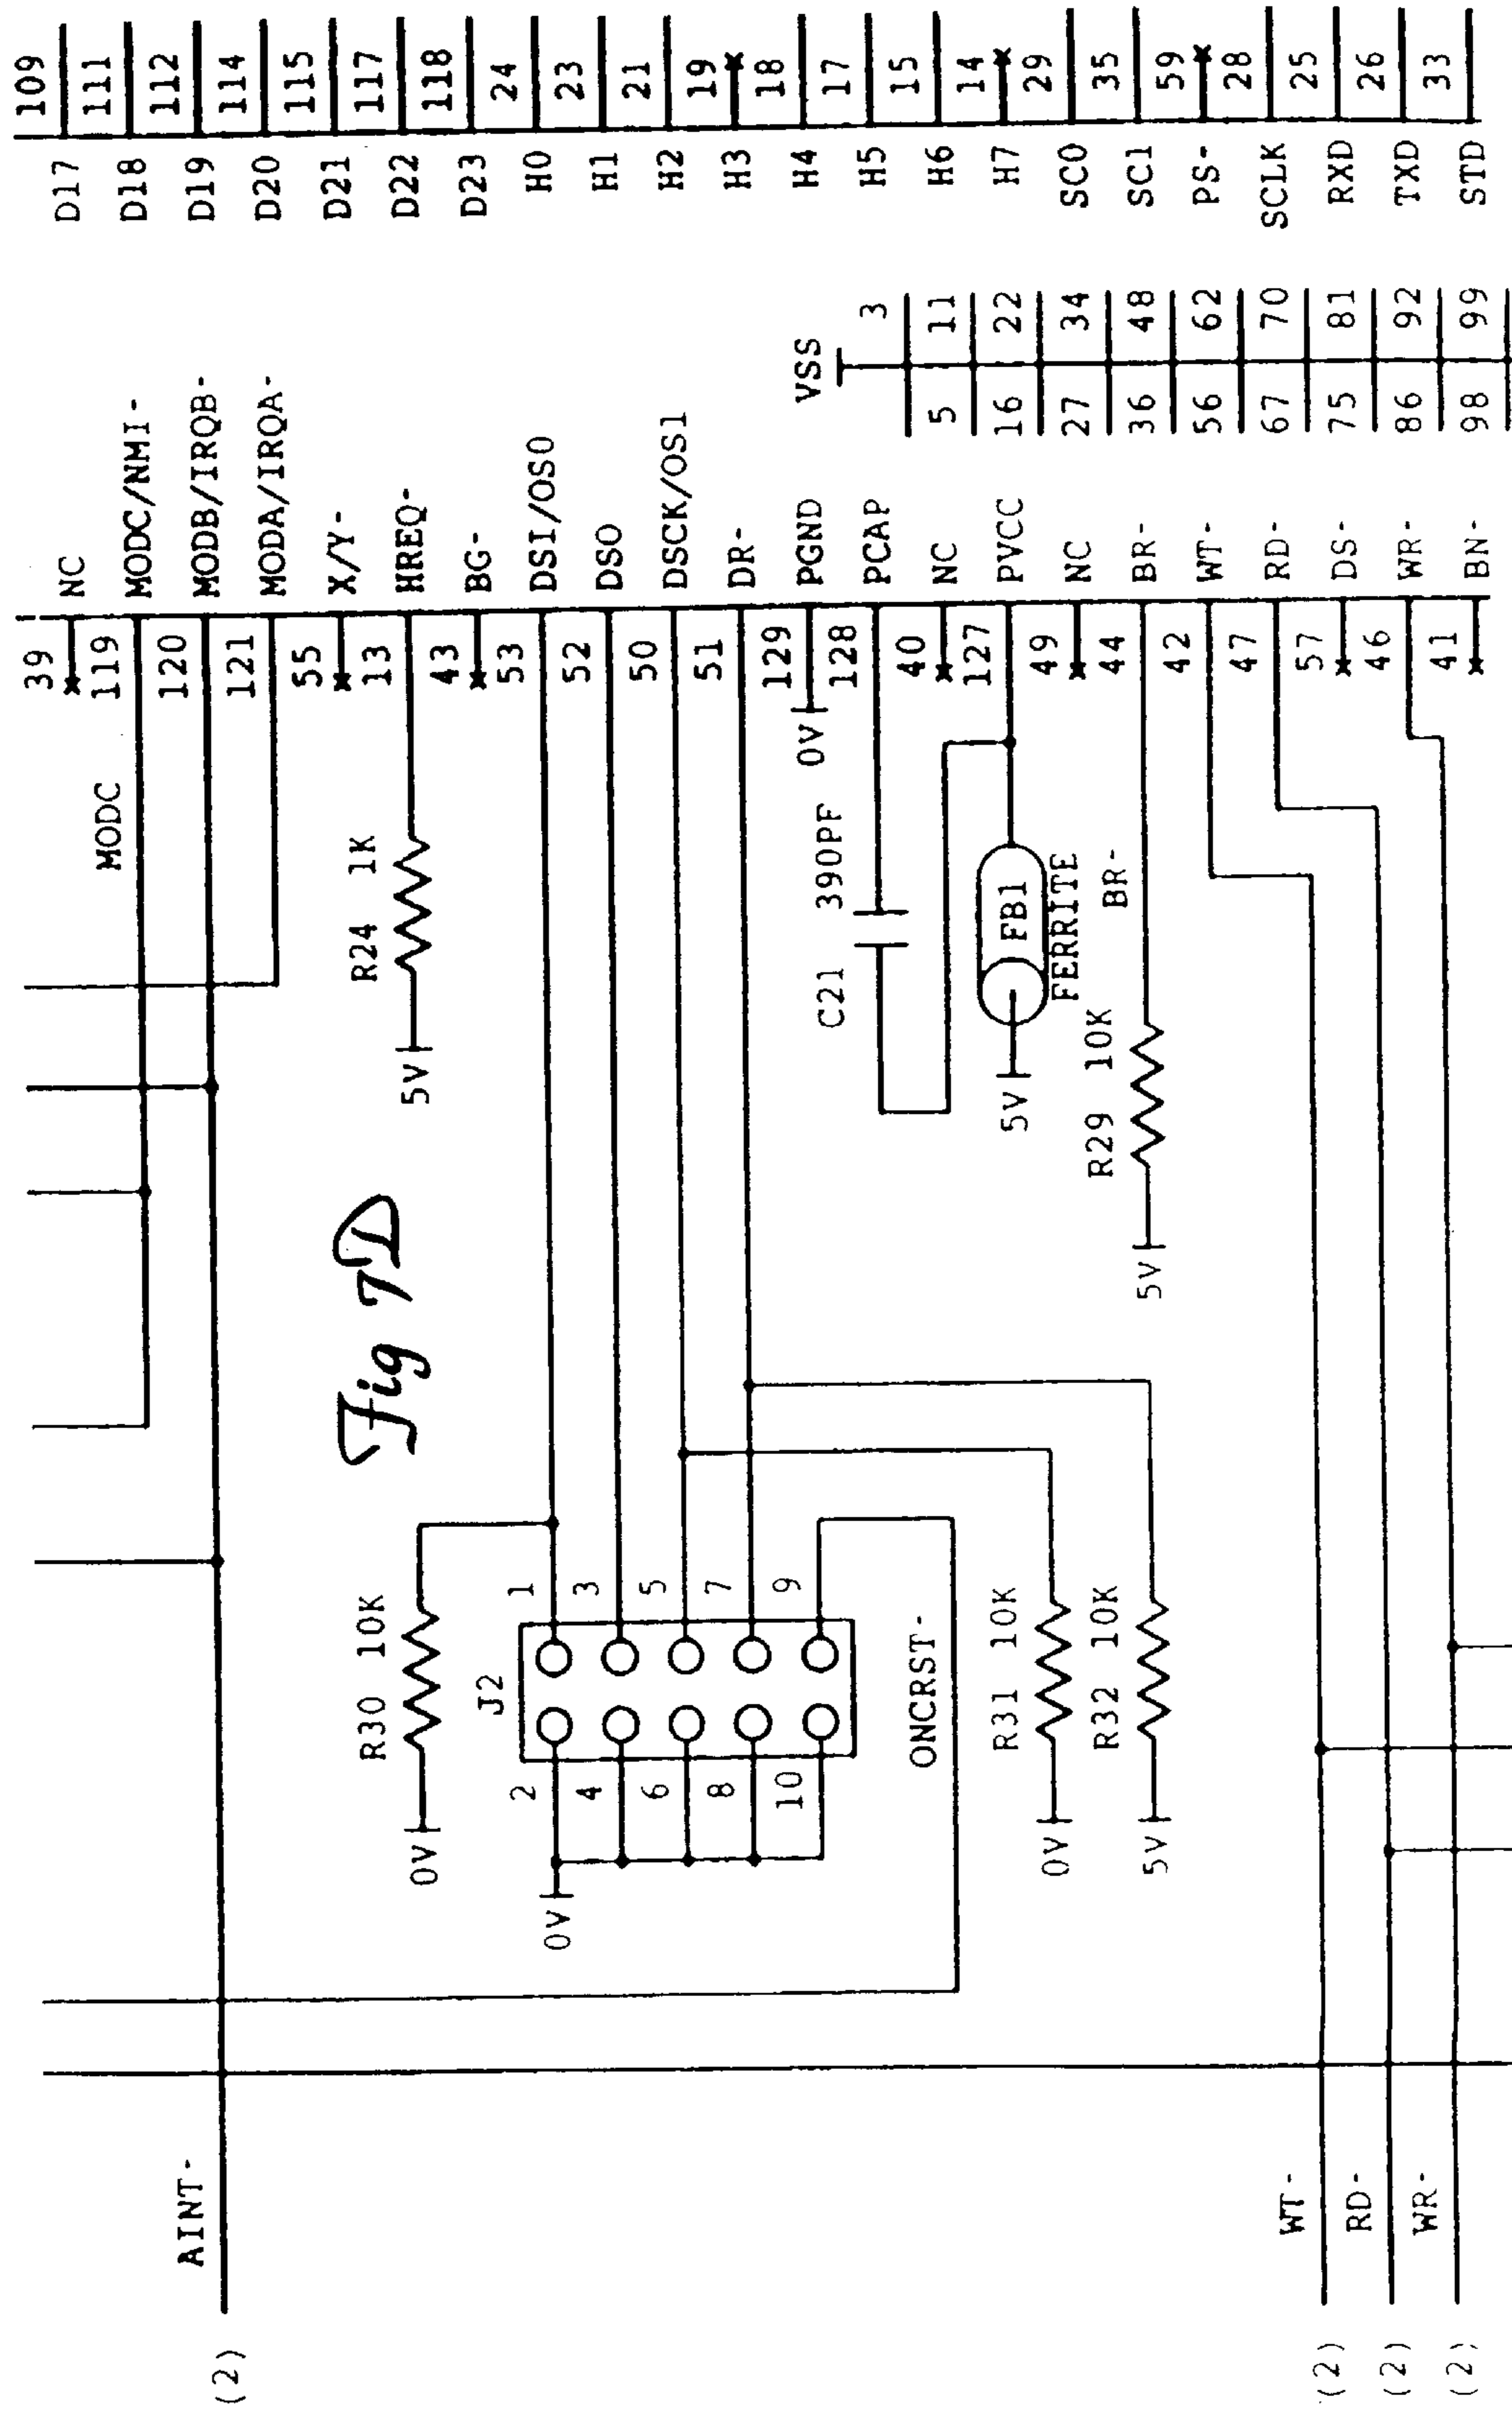 39
NC
119
MODC/NMI-
MODC
120
MODB/IRQB-
121
MODA/IRQA-
55
X/Y-
13
HREQ-
R24 1K
5V
43
BG-
53
DSI/OS0
52
DSO
50
DSCK/OS1
51
DR-
129
PGND
0V
128
PCAP
C21 390PF
40
NC
127
PVCC
FB1
FERRITE
5V
49
NC
44
BR-
BR-
R29 10K
5V
42
WT-
47
RD-
57
DS-
46
WR-
41
BN-
109
D17
111
D18
112
D19
114
D20
115
D21
117
D22
118
D23
24
H0
23
H1
21
H2
19
H3
18
H4
17
H5
15
H6
14
H7
29
SC0
35
SC1
59
PS-
28
SCLK
25
RXD
26
TXD
33
STD
VSS
3
5 11
16 22
27 34
36 48
56 62
67 70
75 81
86 92
98 99
Fig 7D
R30 10K
0V
J2
2 1
4 3
6 5
8 7
10 9
0V
ONCRST-
R31 10K
0V
R32 10K
5V
AINT-
(2)
WT-
(2)
RD-
(2)
WR-
(2)